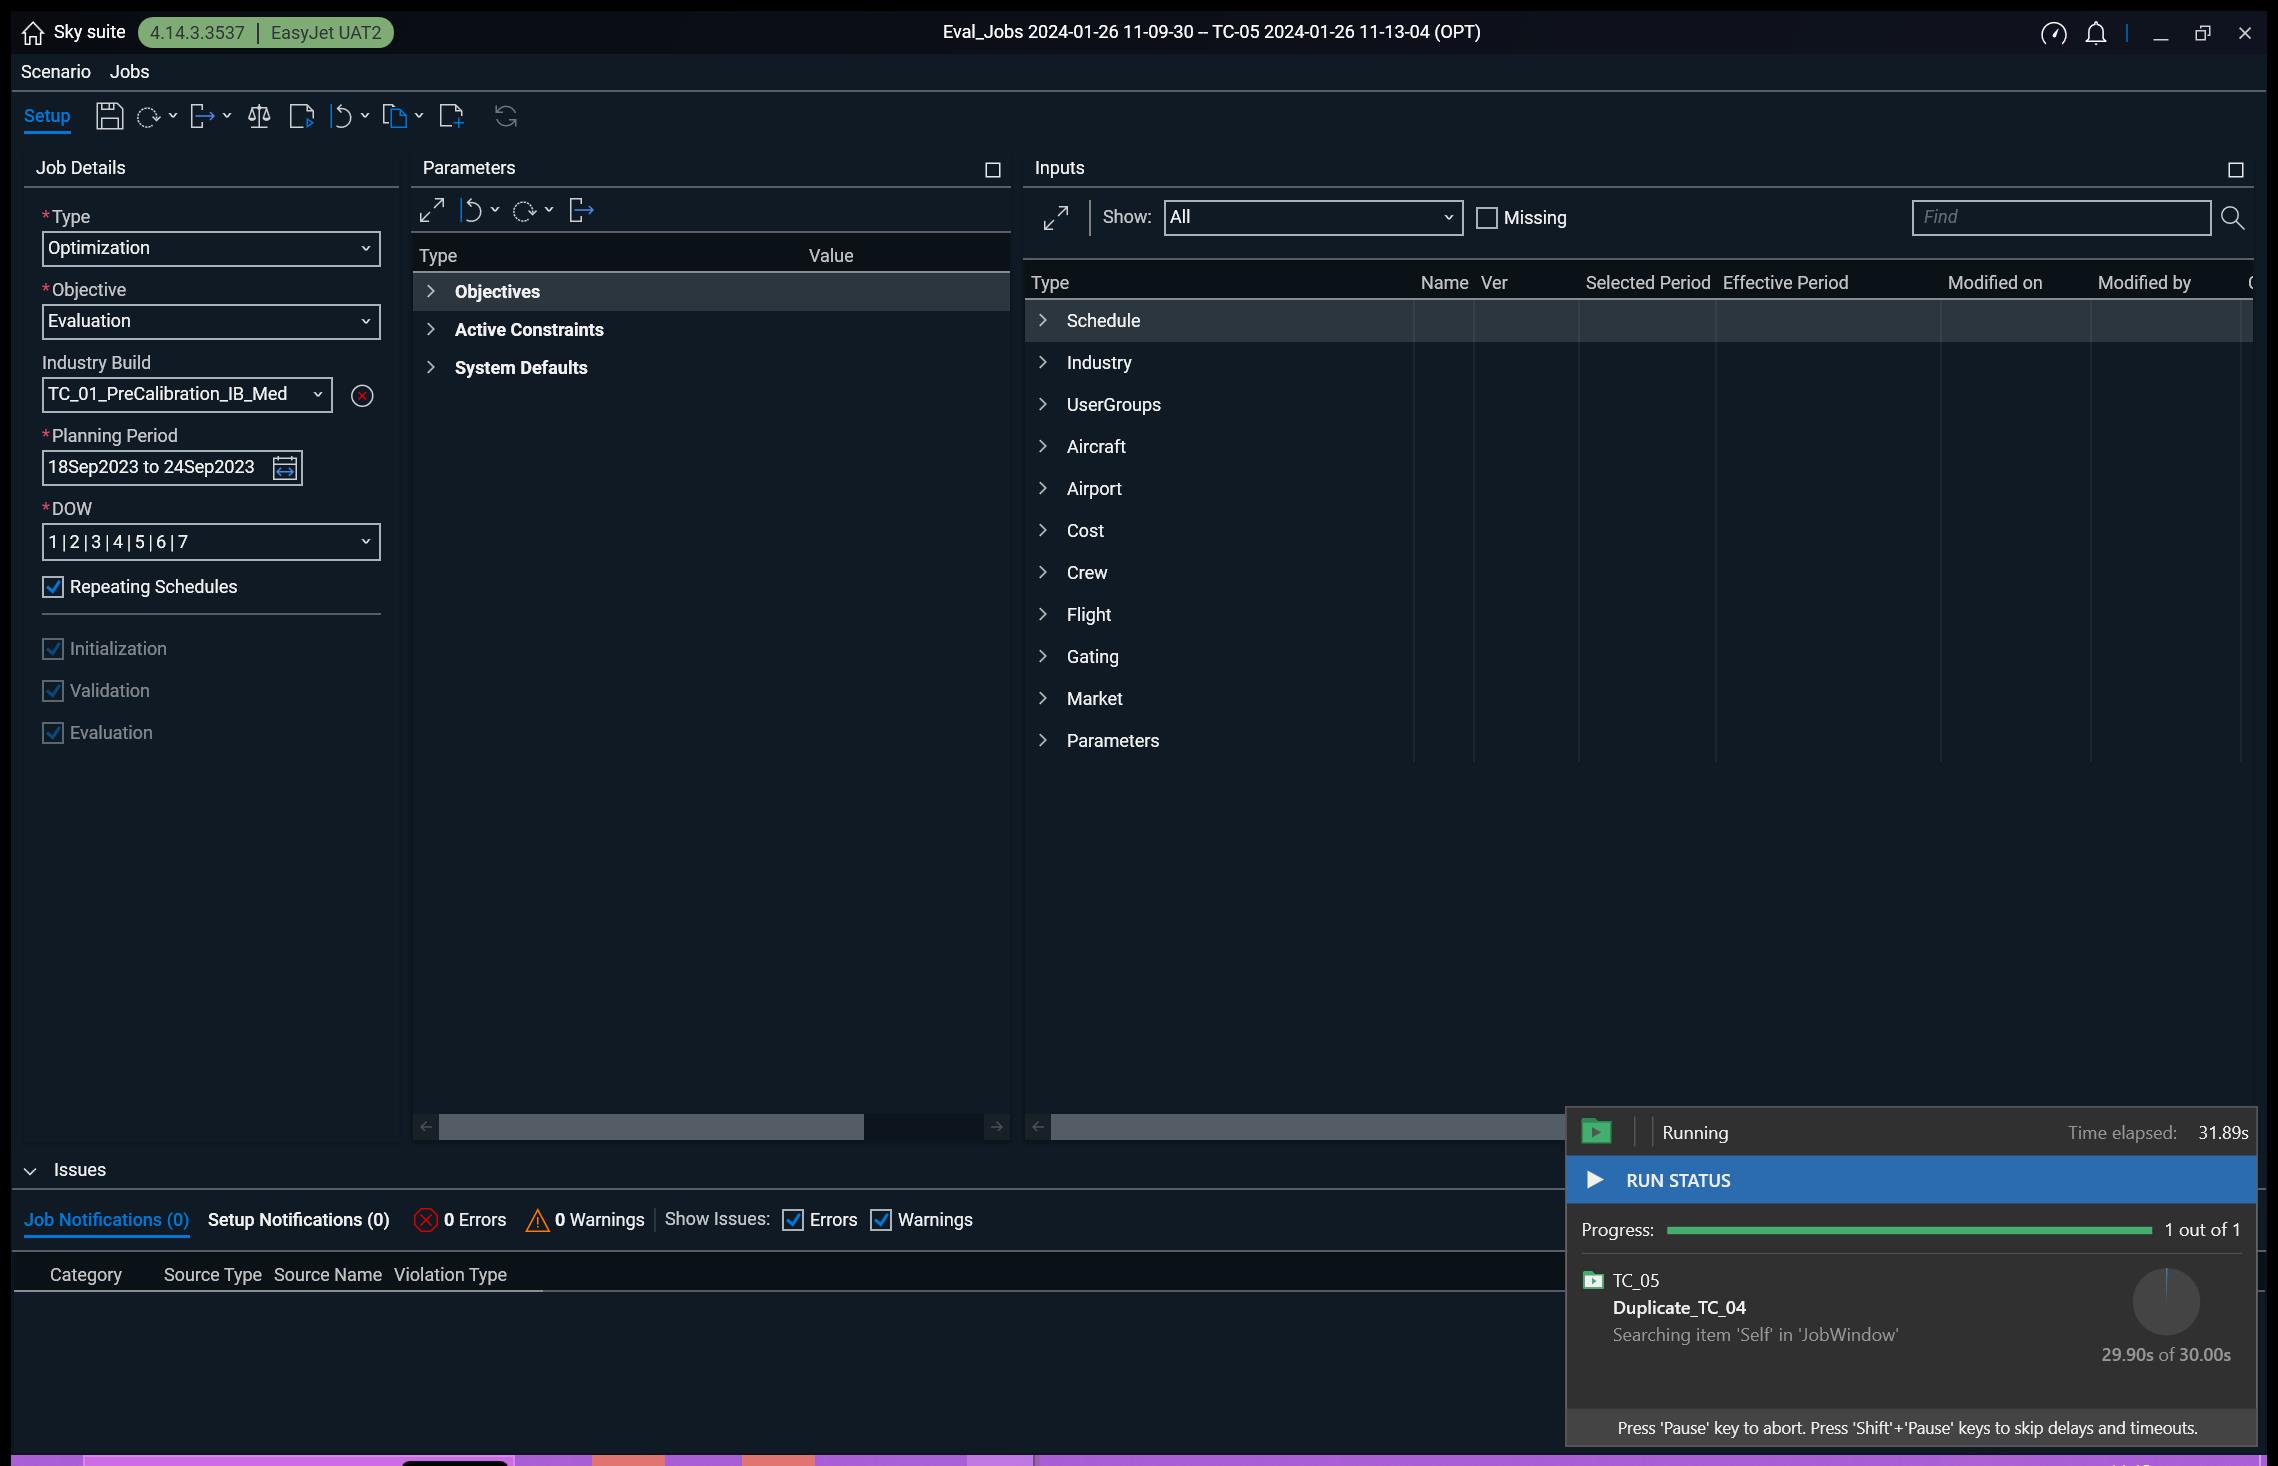 Sky suite 4.14.3.3537 | EasyJet UAT2
Eval_Jobs 2024-01-26 11-09-30 -- TC-05 2024-01-26 11-13-04 (OPT)
Scenario Jobs
Setup
Job Details
*Type
Optimization
*Objective
Evaluation
Industry Build
TC_01_PreCalibration_IB_Med
*Planning Period
18Sep2023 to 24Sep2023
*DOW
1|2|3|4|5|6|7
Repeating Schedules
Initialization
Validation
Evaluation
Parameters
Type Value
Objectives
Active Constraints
System Defaults
Inputs
Show: All Missing Find
Type Name Ver Selected Period Effective Period Modified on Modified by
Schedule
Industry
UserGroups
Aircraft
Airport
Cost
Crew
Flight
Gating
Market
Parameters
Issues
Job Notifications (0) Setup Notifications (0) 0 Errors 0 Warnings Show Issues: Errors Warnings
Category Source Type Source Name Violation Type
Running Time elapsed: 31.89s
RUN STATUS
Progress: 1 out of 1
TC_05
Duplicate_TC_04
Searching item 'Self' in 'JobWindow'
29.90s of 30.00s
Press 'Pause' key to abort. Press 'Shift'+'Pause' keys to skip delays and timeouts.